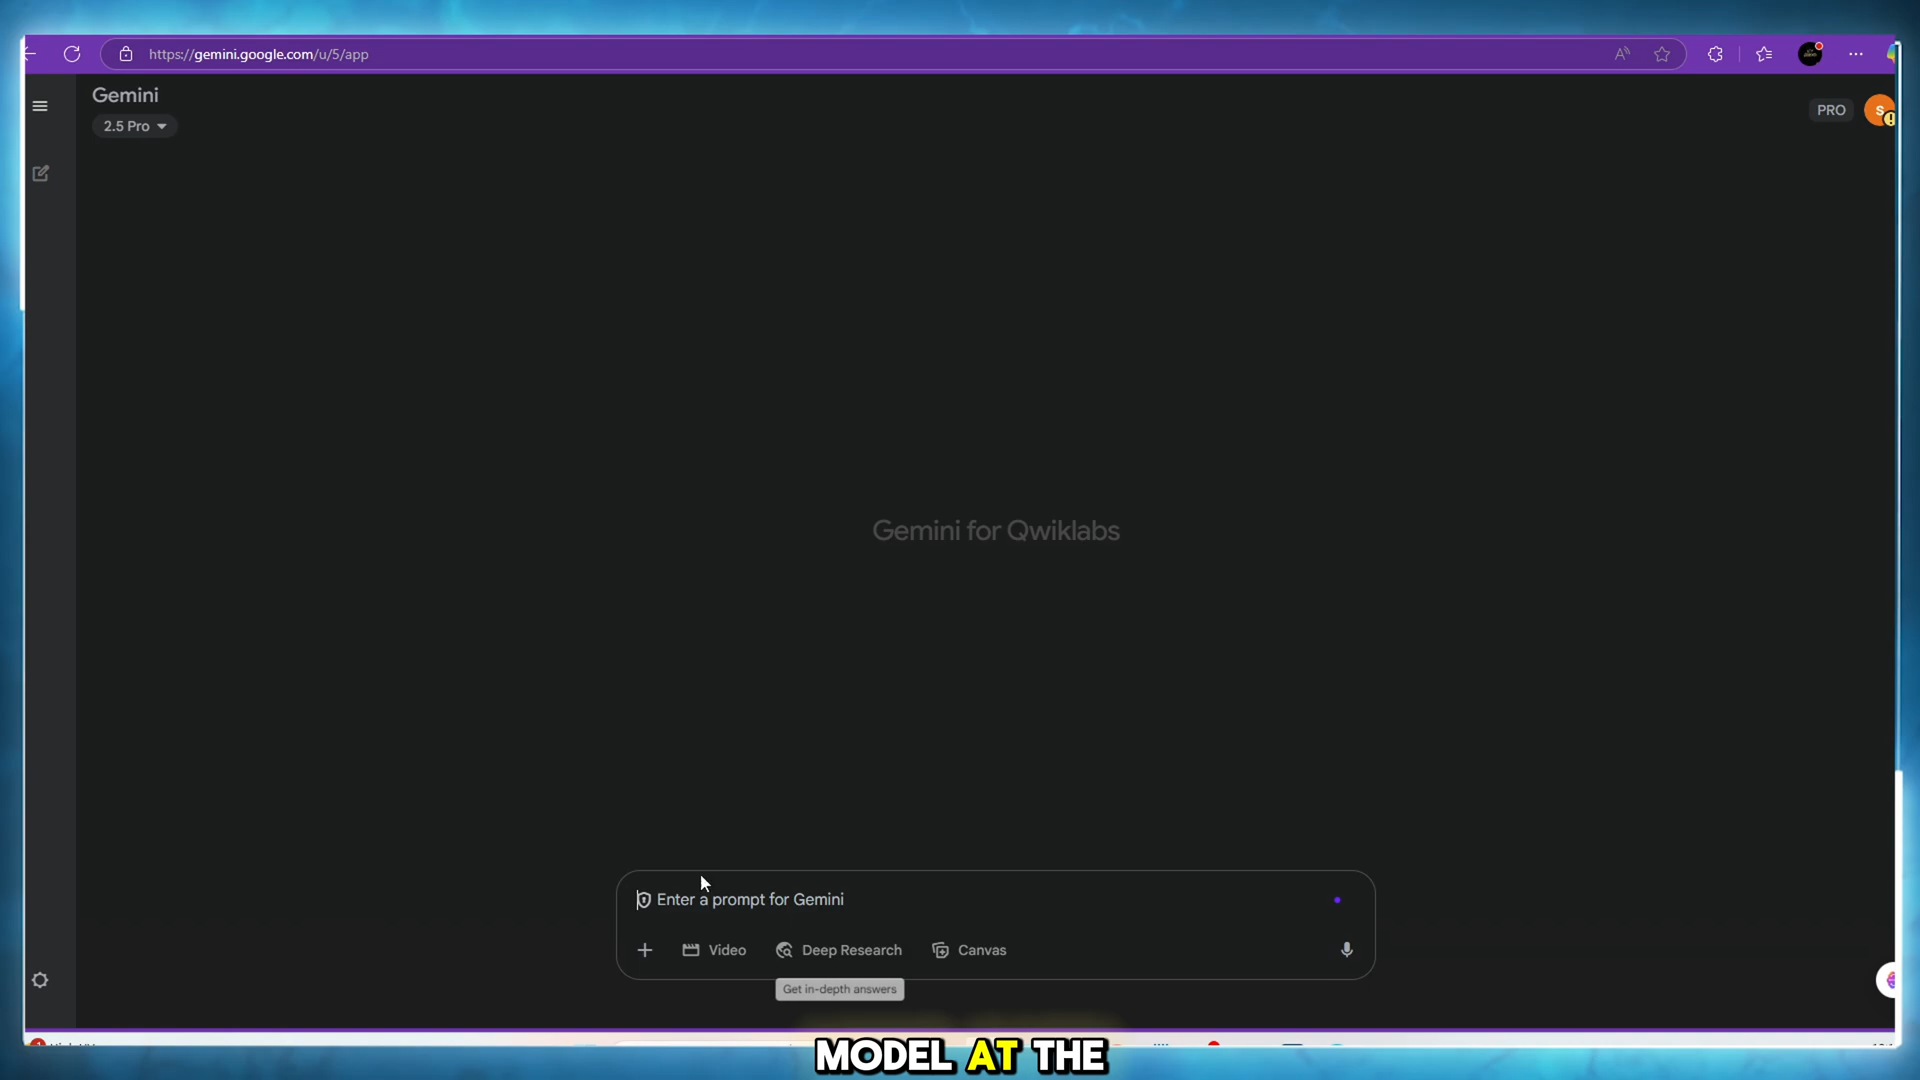 https://gemini.google.com/u/5/app
Gemini
2.5 Pro
PRO
S
Gemini for Qwiklabs
Enter a prompt for Gemini
Video
Deep Research
Canvas
Get in-depth answers
MODEL AT THE